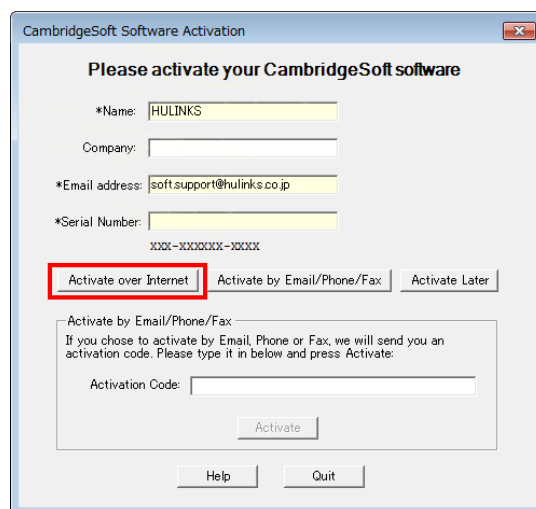 CambridgeSoft Software Activation
Please activate your CambridgeSoft software
*Name: HULINKS
Company:
*Email address: soft.support@hulinks.co.jp
*Serial Number:
xxx-xxxxxx-xxxx
Activate over Internet Activate by Email/Phone/Fax Activate Later
Activate by Email/Phone/Fax
If you chose to activate by Email, Phone or Fax, we will send you an
activation code. Please type it in below and press Activate:
Activation Code:
Activate
Help Quit